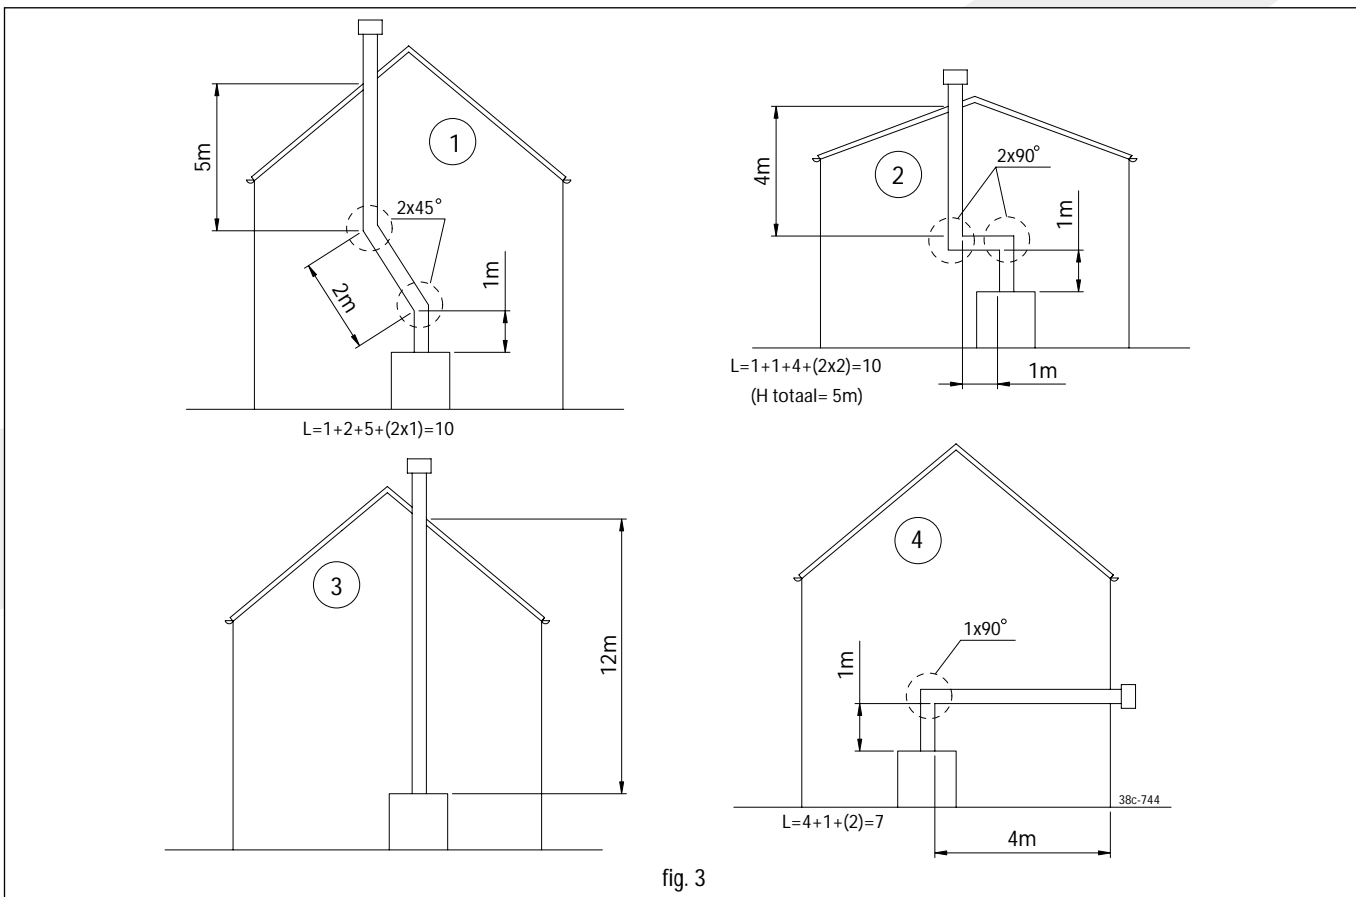 5m
1
2x45°
2m
1m
L=1+2+5+(2x1)=10
4m
2
2x90°
1m
L=1+1+4+(2x2)=10
1m
(H totaal= 5m)
3
12m
4
1x90°
1m
38c-744
L=4+1+(2)=7
4m
fig. 3